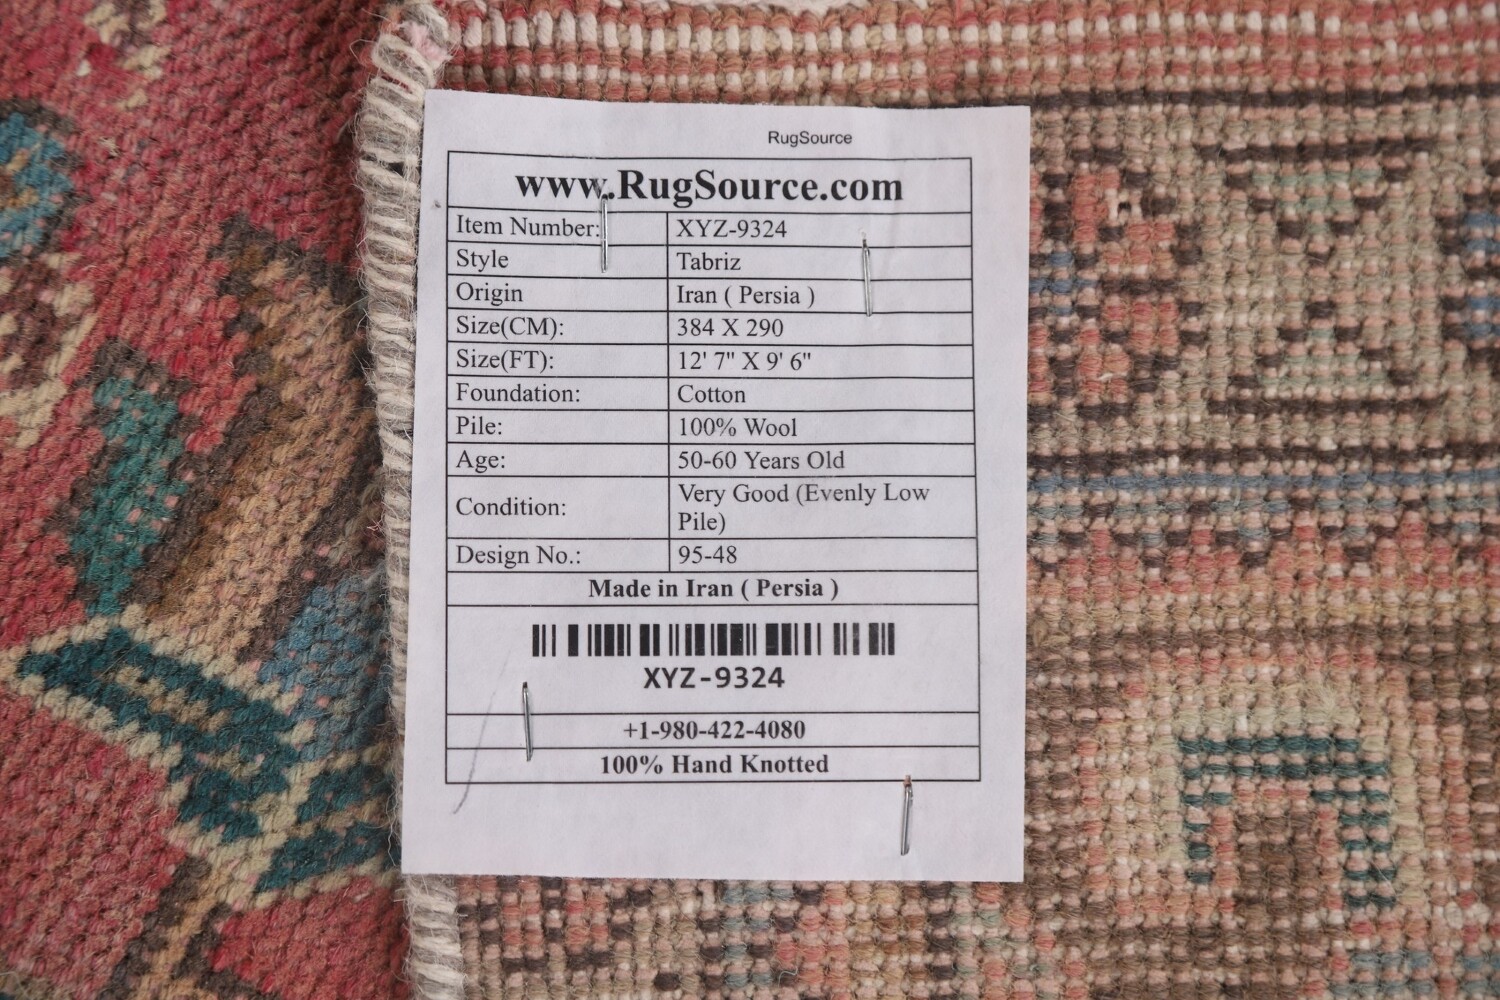 RugSource
www.RugSource.com
Item Number: XYZ-9324
Style Tabriz
Origin Iran ( Persia )
Size(CM): 384 X 290
Size(FT): 12' 7" X 9' 6"
Foundation: Cotton
Pile: 100% Wool
Age: 50-60 Years Old
Condition: Very Good (Evenly Low
Pile)
Design No.: 95-48
Made in Iran ( Persia )
XYZ-9324
+1-980-422-4080
100% Hand Knotted